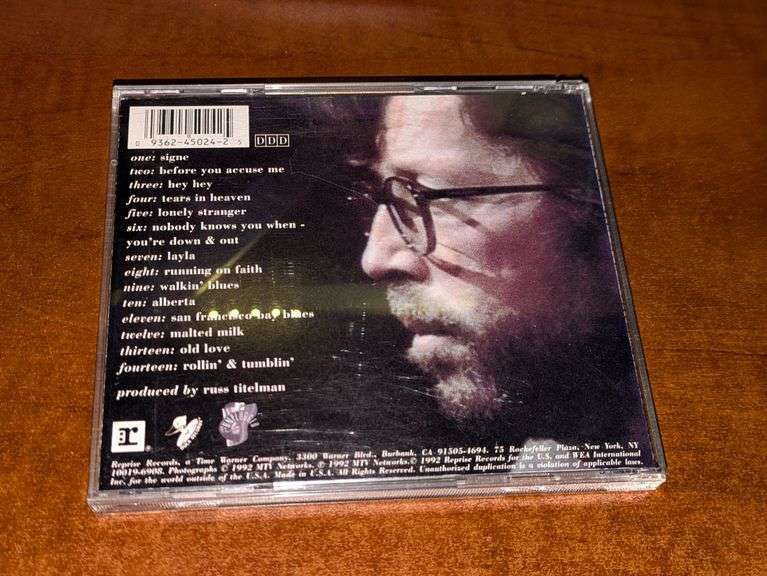 0 9362-45024-2 5
DDD
one: signe
two: before you accuse me
three: hey hey
four: tears in heaven
five: lonely stranger
six: nobody knows you when -
you're down & out
seven: layla
eight: running on faith
nine: walkin' blues
ten: alberta
eleven: san francisco bay blues
twelve: malted milk
thirteen: old love
fourteen: rollin' & tumblin'
produced by russ titelman
Reprise Records, a Time Warner Company. 3300 Warner Blvd., Burbank, CA 91505-4694. 75 Rockefeller Plaza, New York, NY
10019-6908. Photographs © 1992 MTV Networks. ℗ 1992 MTV Networks. © 1992 Reprise Records for the U.S. and WEA International
Inc. for the world outside of the U.S. Made in U.S.A. All Rights Reserved. Unauthorized duplication is a violation of applicable laws.